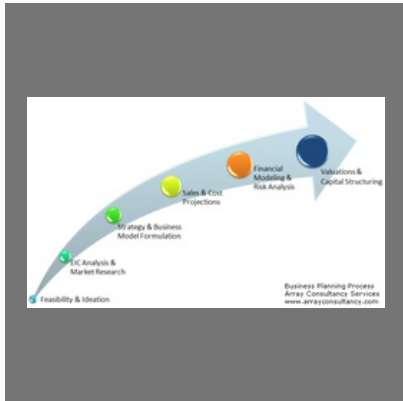 Feasibility & Ideation
EIC Analysis &
Market Research
Strategy & Business
Model Formulation
Sales & Cost
Projections
Financial
Modeling &
Risk Analysis
Valuations &
Capital Structuring
Business Planning Process
Array Consultancy Services
www.arrayconsultancy.com